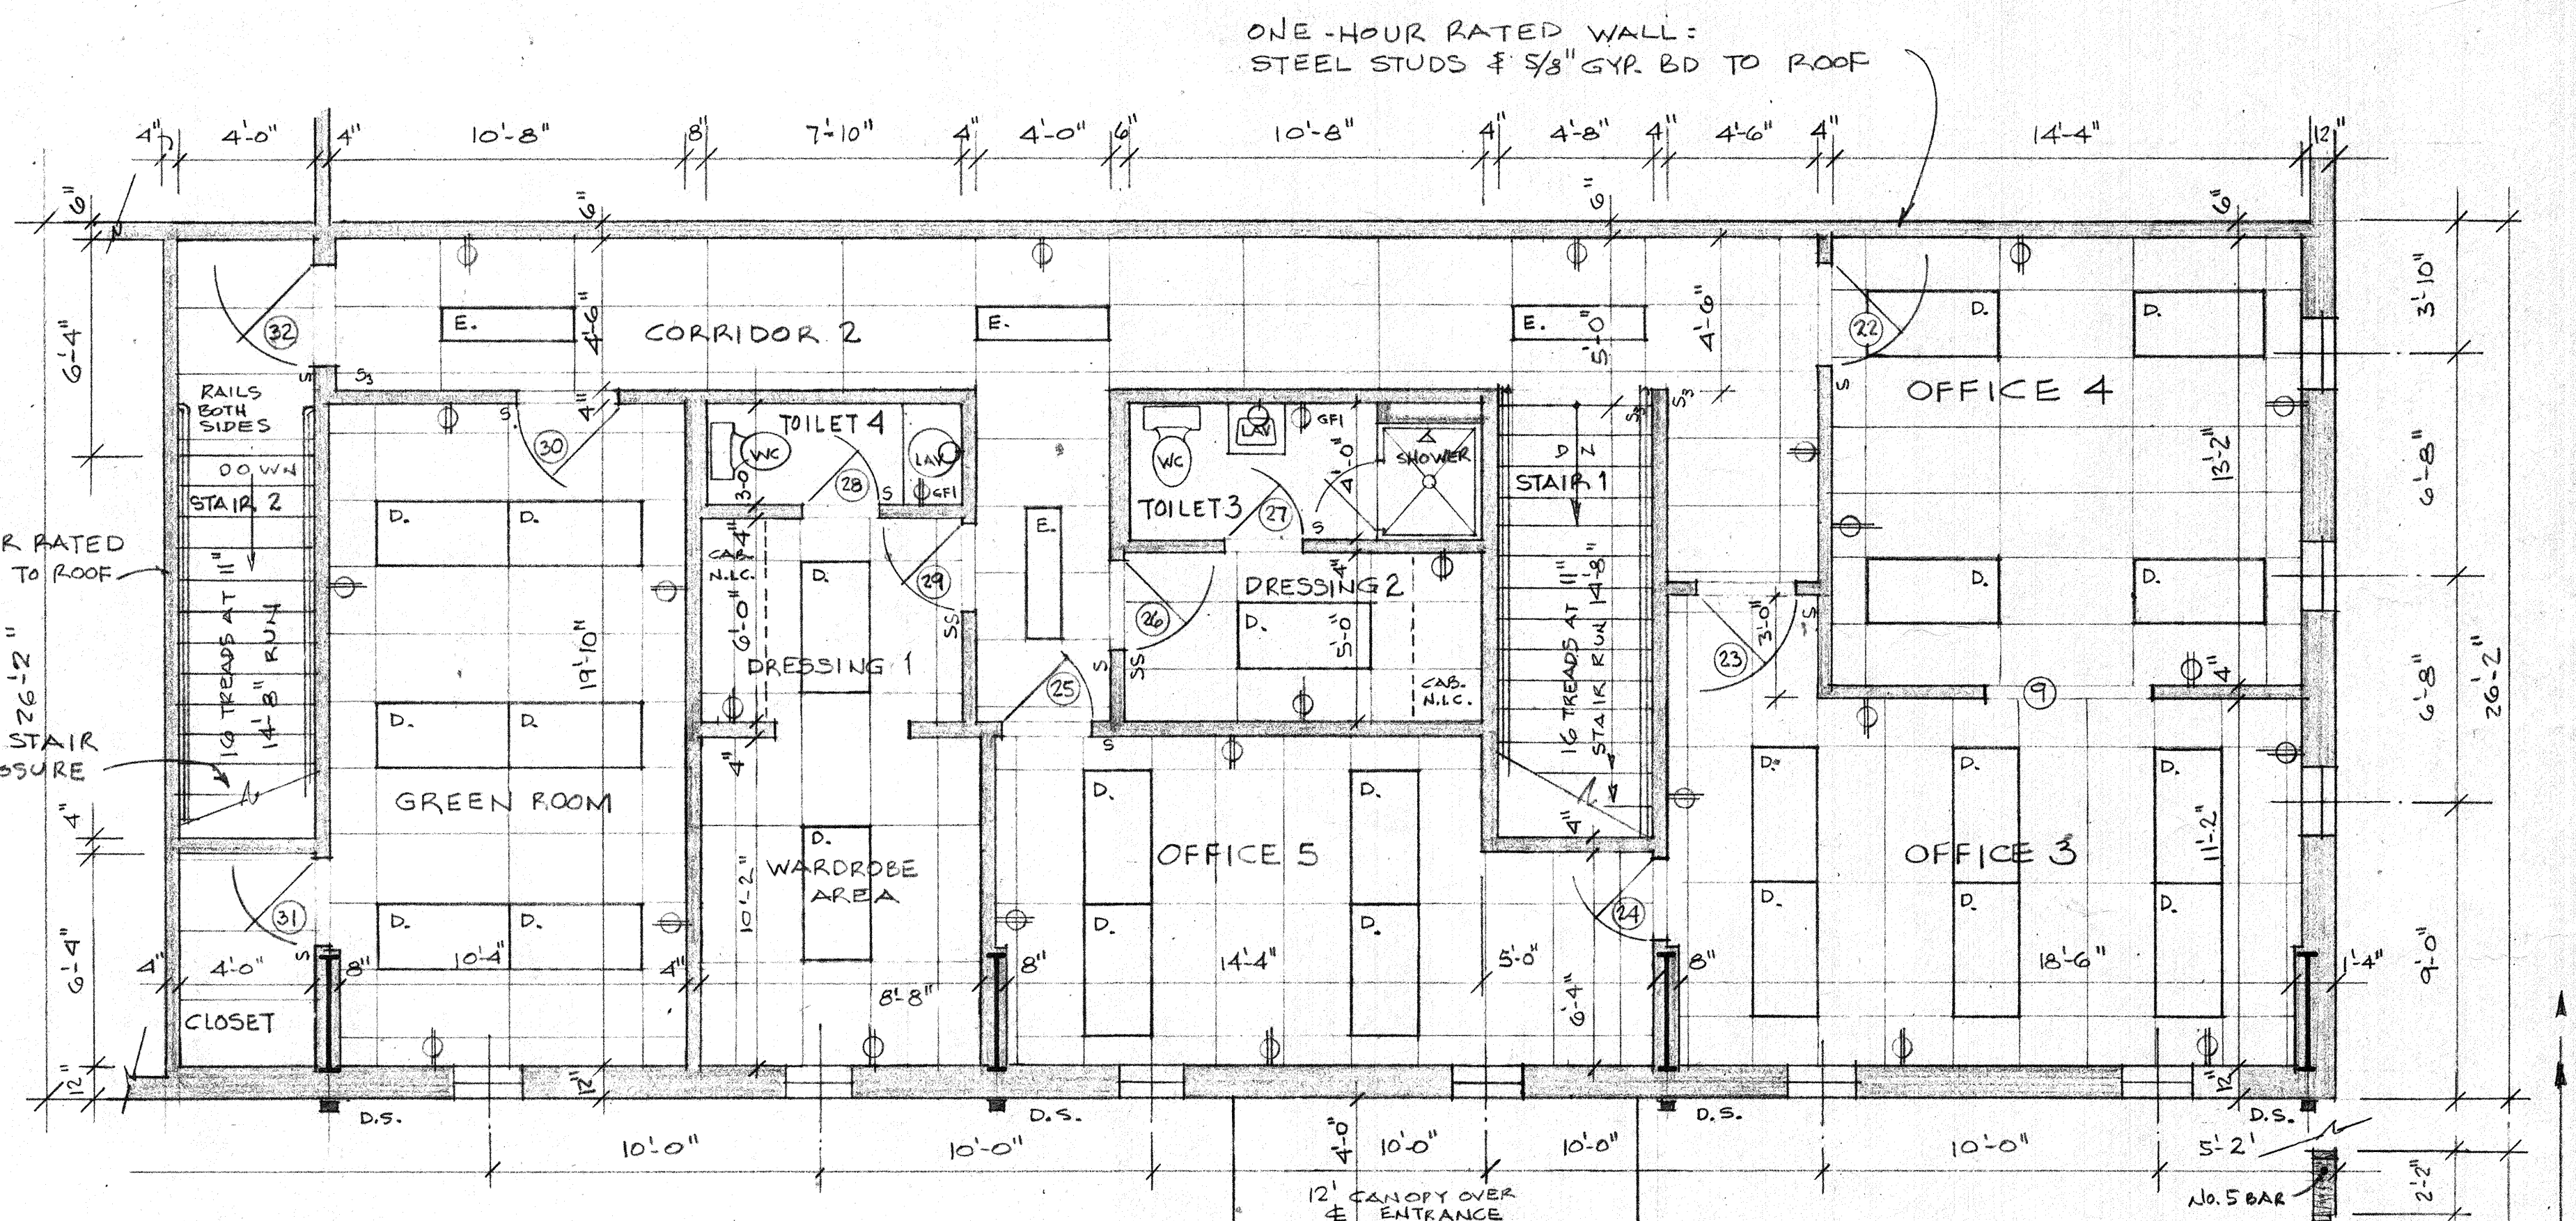 ONE-HOUR RATED WALL:
STEEL STUDS & 5/8" GYP. BD TO ROOF
4" 4'-0" 4" 10'-8" 8" 7'-10" 4" 4'-0" 6" 10'-8" 4" 4'-8" 4" 4'-6" 4" 14'-4" 12"
6" 6" 6" 6"
3'-10"
E. E. E.
32 CORRIDOR 2 4'-6" 5'-0" 4'-6" 22 D. D.
6'-4"
S S3 S3 S3 S
RAILS
BOTH
SIDES
OFFICE 4
S. 4"
30
TOILET 4
WC 28 LAV
3'-0" S GFI
WC LAV GFI
4'-0" SHOWER
TOILET 3 27 S
DOWN
STAIR 2
DN
STAIR 1
13'-2"
6'-8"
D. D.
E.
R RATED
TO ROOF
CAB.
N.I.C.
4"
6'-0"
D.
29
SS
DRESSING 1
26
DRESSING 2
4"
D. 5'-0"
S SS
25
CAB.
N.I.C.
16 TREADS AT 11"
14'-8" RUN
16 TREADS AT 11"
STAIR RUN 14'-8"
D. D.
23 3'-0" S
4"
9
6'-8"
26'-2"
26'-2"
19'-10"
D. D.
STAIR
SSURE
4"
S
GREEN ROOM
D. D.
D. D. D.
OFFICE 5
OFFICE 3
11'-2"
4"
4"
D.
WARDROBE
AREA
10'-2"
31
S
D. D.
D. D.
24
D. D. D.
6'-4"
4" 4'-0" 8" 10'-4" 4" 8'-8" 8" 14'-4" 5'-0" 8" 18'-6" 1'-4"
9'-0"
6'-4"
CLOSET
12" 12" 12"
D.S. D.S. D.S. D.S.
10'-0" 10'-0" 4'-0" 10'-0" 10'-0" 10'-0" 5'-2"
12' CANOPY OVER
℄ ENTRANCE
No. 5 BAR
2'-2"